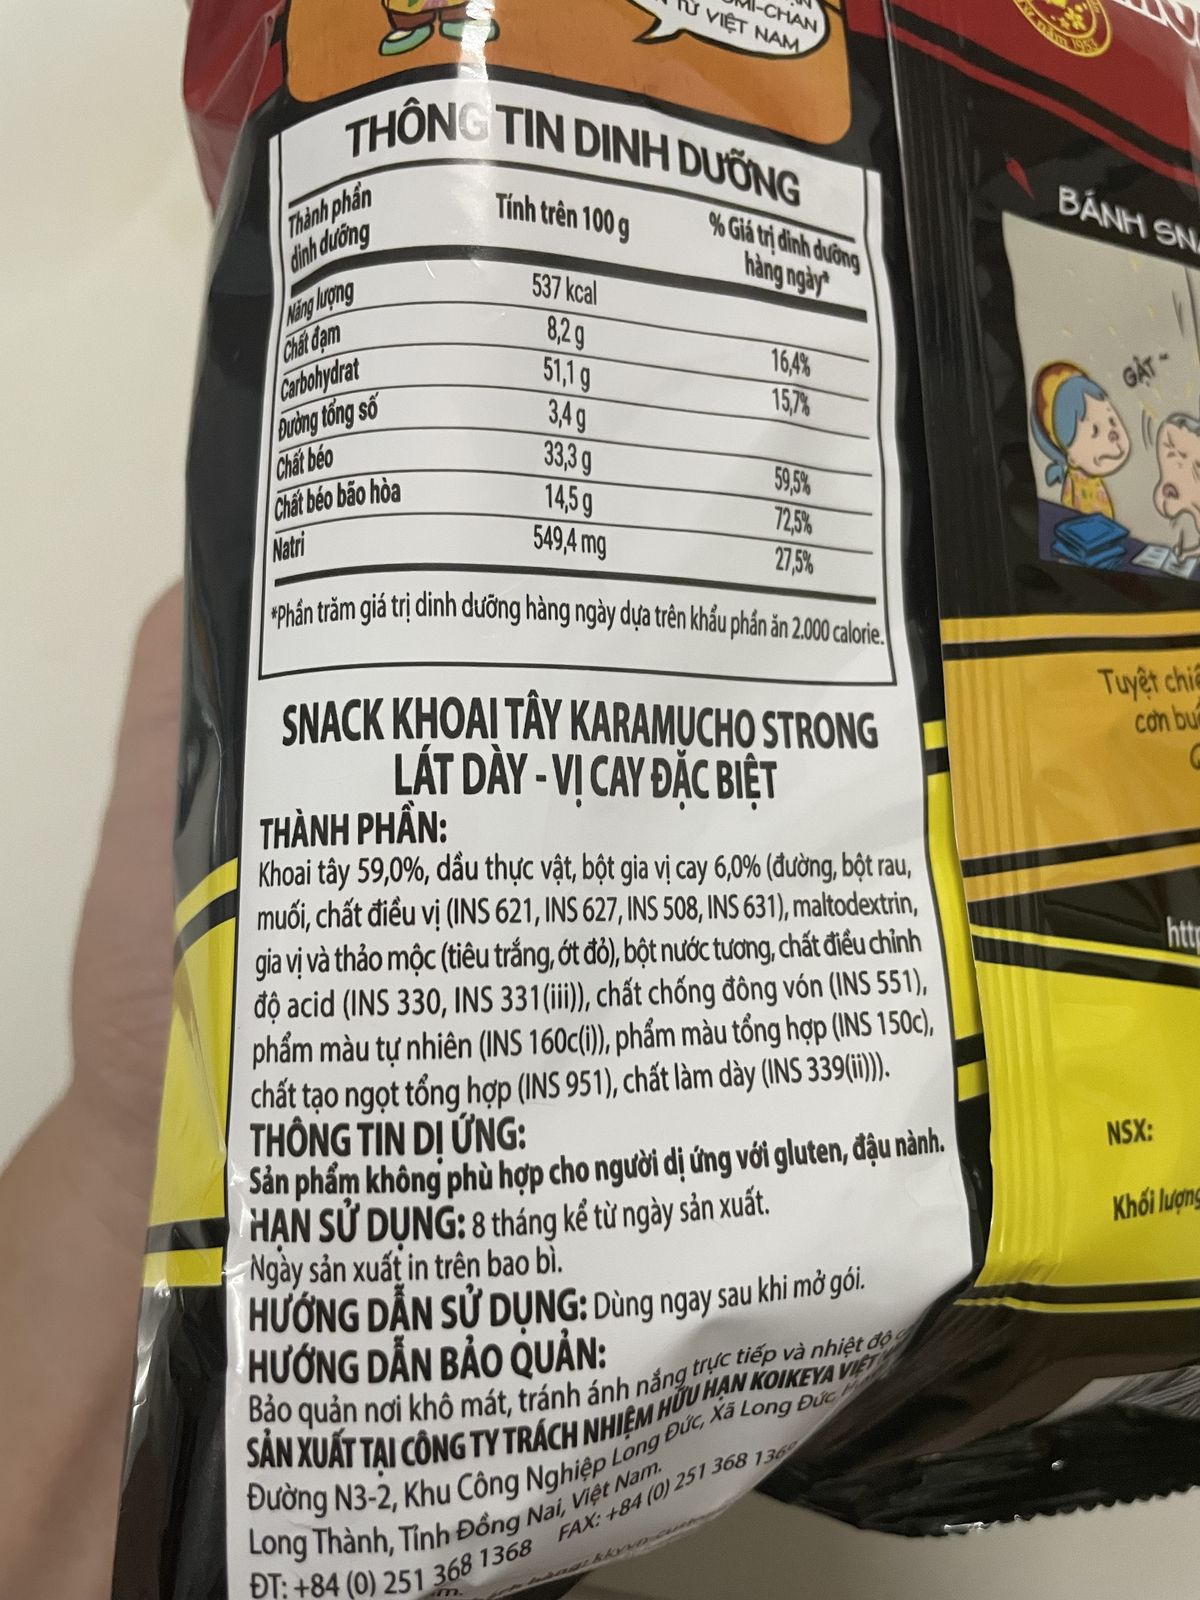 MI-CHAN
TỪ VIỆT NAM
năm 1953
THÔNG TIN DINH DƯỠNG
Thành phần dinh dưỡng Tính trên 100 g % Giá trị dinh dưỡng hàng ngày*
Năng lượng 537 kcal
Chất đạm 8,2 g 16,4%
Carbohydrat 51,1 g 15,7%
Đường tổng số 3,4 g
Chất béo 33,3 g 59,5%
Chất béo bão hòa 14,5 g 72,5%
Natri 549,4 mg 27,5%
*Phần trăm giá trị dinh dưỡng hàng ngày dựa trên khẩu phần ăn 2.000 calorie.
SNACK KHOAI TÂY KARAMUCHO STRONG
LÁT DÀY - VỊ CAY ĐẶC BIỆT
THÀNH PHẦN:
Khoai tây 59,0%, dầu thực vật, bột gia vị cay 6,0% (đường, bột rau,
muối, chất điều vị (INS 621, INS 627, INS 508, INS 631), maltodextrin,
gia vị và thảo mộc (tiêu trắng, ớt đỏ), bột nước tương, chất điều chỉnh
độ acid (INS 330, INS 331(iii)), chất chống đông vón (INS 551),
phẩm màu tự nhiên (INS 160c(i)), phẩm màu tổng hợp (INS 150c),
chất tạo ngọt tổng hợp (INS 951), chất làm dày (INS 339(ii))).
THÔNG TIN DỊ ỨNG:
Sản phẩm không phù hợp cho người dị ứng với gluten, đậu nành.
HẠN SỬ DỤNG: 8 tháng kể từ ngày sản xuất.
Ngày sản xuất in trên bao bì.
HƯỚNG DẪN SỬ DỤNG: Dùng ngay sau khi mở gói.
HƯỚNG DẪN BẢO QUẢN:
Bảo quản nơi khô mát, tránh ánh nắng trực tiếp và nhiệt độ
SẢN XUẤT TẠI CÔNG TY TRÁCH NHIỆM HỮU HẠN KOIKEYA VIỆT
Đường N3-2, Khu Công Nghiệp Long Đức, Xã Long Đức,
Long Thành, Tỉnh Đồng Nai, Việt Nam.
ĐT: +84 (0) 251 368 1368 FAX: +84 (0) 251 368 1369
BÁNH SN
GẬT~
Tuyệt chiê
cơn bu
http
NSX:
Khối lượng